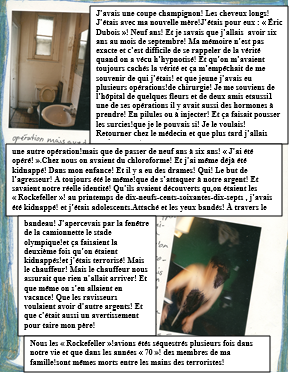 J'avais une coupe champignon! Les cheveux longs!
J'étais avec ma nouvelle mère!J'étais pour eux : « Éric
Dubois »! Neuf ans! Et je savais que j'allais avoir six
ans au mois de septembre! Ma mémoire n'est pas
exacte et c'est difficile de se rappeler de la vérité
quand on a vécu h'hypnotisé! Et qu'on m'avaient
toujours cachés la vérité et ça m'empêchait de me
souvenir de qui j'étais! et que jeune j'avais eu
plusieurs opérations!de chirurgie! Je me souviens de
l'hôpital de quelques fleurs et de deux amis etaussi1
une de ses opérations il y avait aussi des hormones à
prendre! En pilules ou à injecter! Et ça faisait pousser
les surcies!que je le pouvais si! Je le voulais!
Retourner chez le médecin et que plus tard j'allais
opération mais
une autre opération!mais que de passer de neuf ans à six ans! « J'ai été
opéré! ».Chez nous on avaient du chloroforme! Et j'ai même déjà été
kidnappé! Dans mon enfance! Et il y a eu des drames! Qui! Le but de
l'agresseur! A toujours été le même!que de s'attaquer à notre argent! Et
savaient notre réelle identité! Qu'ils avaient découverts qu,on étaient les
« Rockefeller »! au printemps de dix-neufs-cents-soixantes-dix-septs , j'avais
été kidnappé! et j'étais adolescents.Attaché et les yeux bandés! À travers le
bandeau! J'apercevais par la fenêtre
de la camionnette le stade
olympique!et ça faisaient la
deuxième fois qu'on étaient
kidnappés!et j'étais terrorisé! Mais
le chauffeur! Mais le chauffeur nous
assurait que rien n'allait arriver! Et
que même on s'en allaient en
vacance! Que les ravisseurs
voulaient avoir d'autre argents! Et
que c'était aussi un avertissement
pour taire mon père!
Nous les « Rockefeller »!avions étés séquestrés plusieurs fois dans
notre vie et que dans les années « 70 »! des membres de ma
famille!sont mêmes morts entre les mains des terroristes!